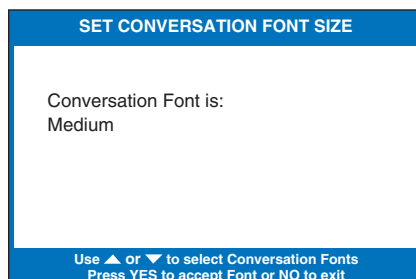 SET CONVERSATION FONT SIZE
Conversation Font is:
Medium
Use ▲ or ▼ to select Conversation Fonts
Press YES to accept Font or NO to exit